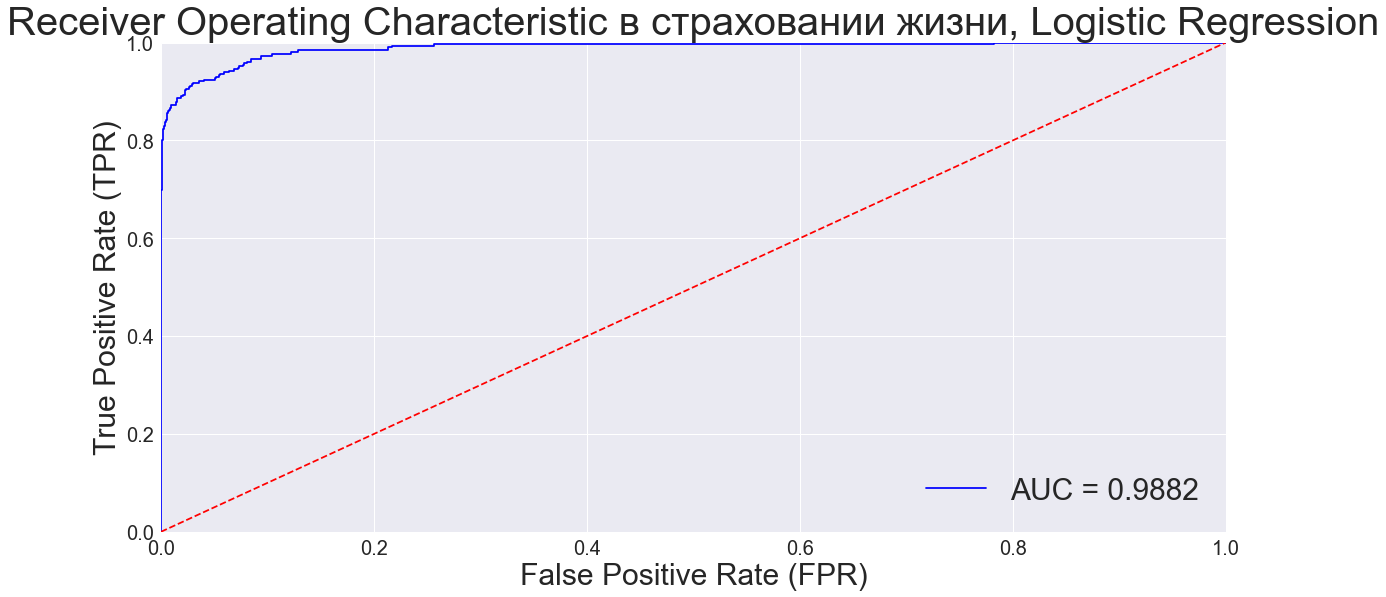 Receiver Operating Characteristic в страховании жизни, Logistic Regression
1.0
0.8
0.6
0.4
0.2
0.0
True Positive Rate (TPR)
AUC = 0.9882
0.0 0.2 0.4 0.6 0.8 1.0
False Positive Rate (FPR)